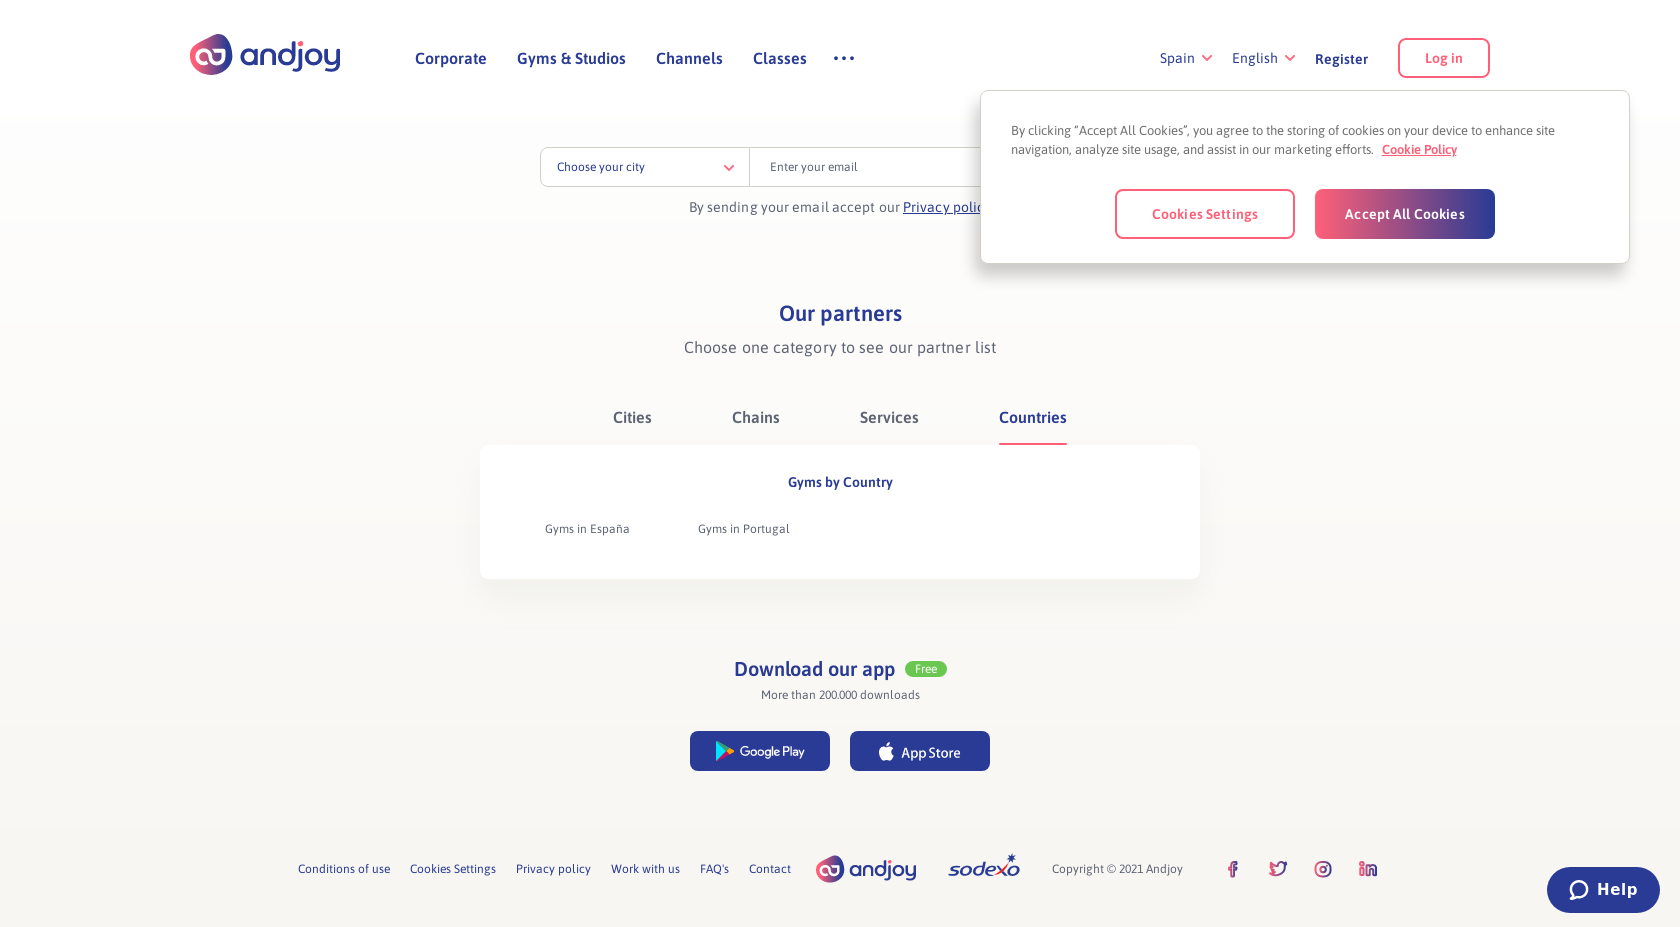 andjoy
Corporate
Gyms & Studios
Channels
Classes
Spain
English
Register
Log in
By clicking “Accept All Cookies”, you agree to the storing of cookies on your device to enhance site
navigation, analyze site usage, and assist in our marketing efforts. Cookie Policy
Cookies Settings
Accept All Cookies
Choose your city
Enter your email
By sending your email accept our Privacy polic
Our partners
Choose one category to see our partner list
Cities
Chains
Services
Countries
Gyms by Country
Gyms in España
Gyms in Portugal
Download our app
Free
More than 200.000 downloads
Google Play
App Store
Conditions of use
Cookies Settings
Privacy policy
Work with us
FAQ's
Contact
andjoy
sodexo
Copyright © 2021 Andjoy
Help